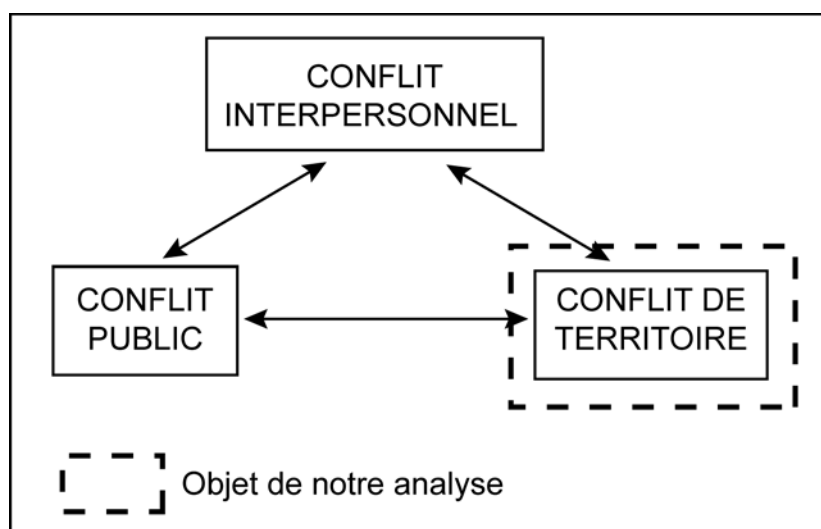 CONFLIT
INTERPERSONNEL
CONFLIT
PUBLIC
CONFLIT DE
TERRITOIRE
Objet de notre analyse